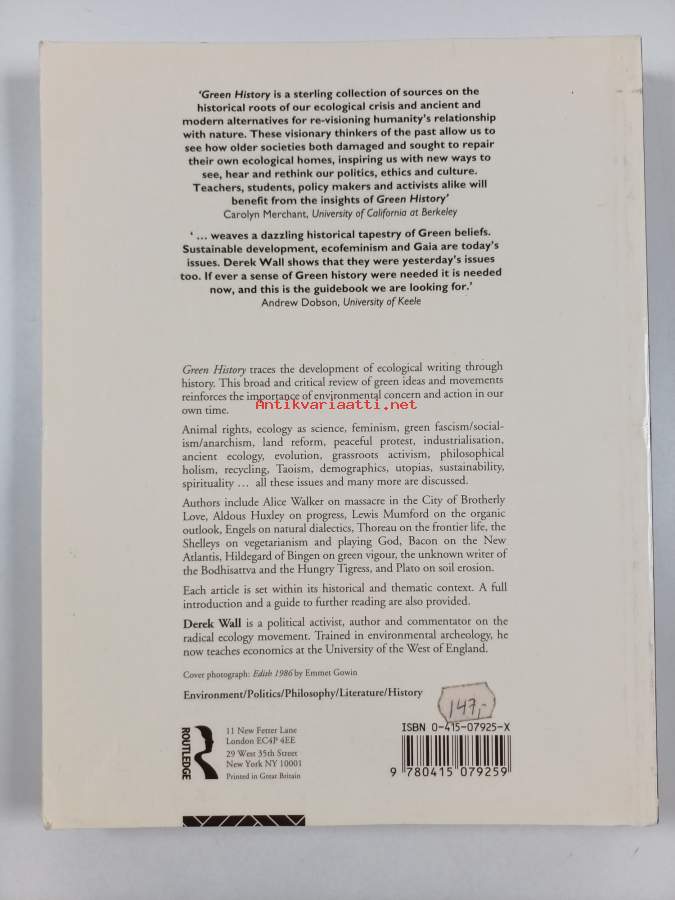 'Green History is a sterling collection of sources on the
historical roots of our ecological crisis and ancient and
modern alternatives for re-visioning humanity's relationship
with nature. These visionary thinkers of the past allow us to
see how older societies both damaged and sought to repair
their own ecological homes, inspiring us with new ways to
see, hear and rethink our politics, ethics and culture.
Teachers, students, policy makers and activists alike will
benefit from the insights of Green History'
Carolyn Merchant, University of California at Berkeley
' ... weaves a dazzling historical tapestry of Green beliefs.
Sustainable development, ecofeminism and Gaia are today's
issues. Derek Wall shows that they were yesterday's issues
too. If ever a sense of Green history were needed it is needed
now, and this is the guidebook we are looking for.'
Andrew Dobson, University of Keele
Green History traces the development of ecological writing through
history. This broad and critical review of green ideas and movements
reinforces the importance of environmental concern and action in our
own time.
Antikvariaatti.net
Animal rights, ecology as science, feminism, green fascism/social-
ism/anarchism, land reform, peaceful protest, industrialisation,
ancient ecology, evolution, grassroots activism, philosophical
holism, recycling, Taoism, demographics, utopias, sustainability,
spirituality ... all these issues and many more are discussed.
Authors include Alice Walker on massacre in the City of Brotherly
Love, Aldous Huxley on progress, Lewis Mumford on the organic
outlook, Engels on natural dialectics, Thoreau on the frontier life, the
Shelleys on vegetarianism and playing God, Bacon on the New
Atlantis, Hildegard of Bingen on green vigour, the unknown writer of
the Bodhisattva and the Hungry Tigress, and Plato on soil erosion.
Each article is set within its historical and thematic context. A full
introduction and a guide to further reading are also provided.
Derek Wall is a political activist, author and commentator on the
radical ecology movement. Trained in environmental archeology, he
now teaches economics at the University of the West of England.
Cover photograph: Edith 1986 by Emmet Gowin
Environment/Politics/Philosophy/Literature/History
147,-
ROUTLEDGE
11 New Fetter Lane
London EC4P 4EE
29 West 35th Street
New York NY 10001
Printed in Great Britain
ISBN 0-415-07925-X
9 780415 079259